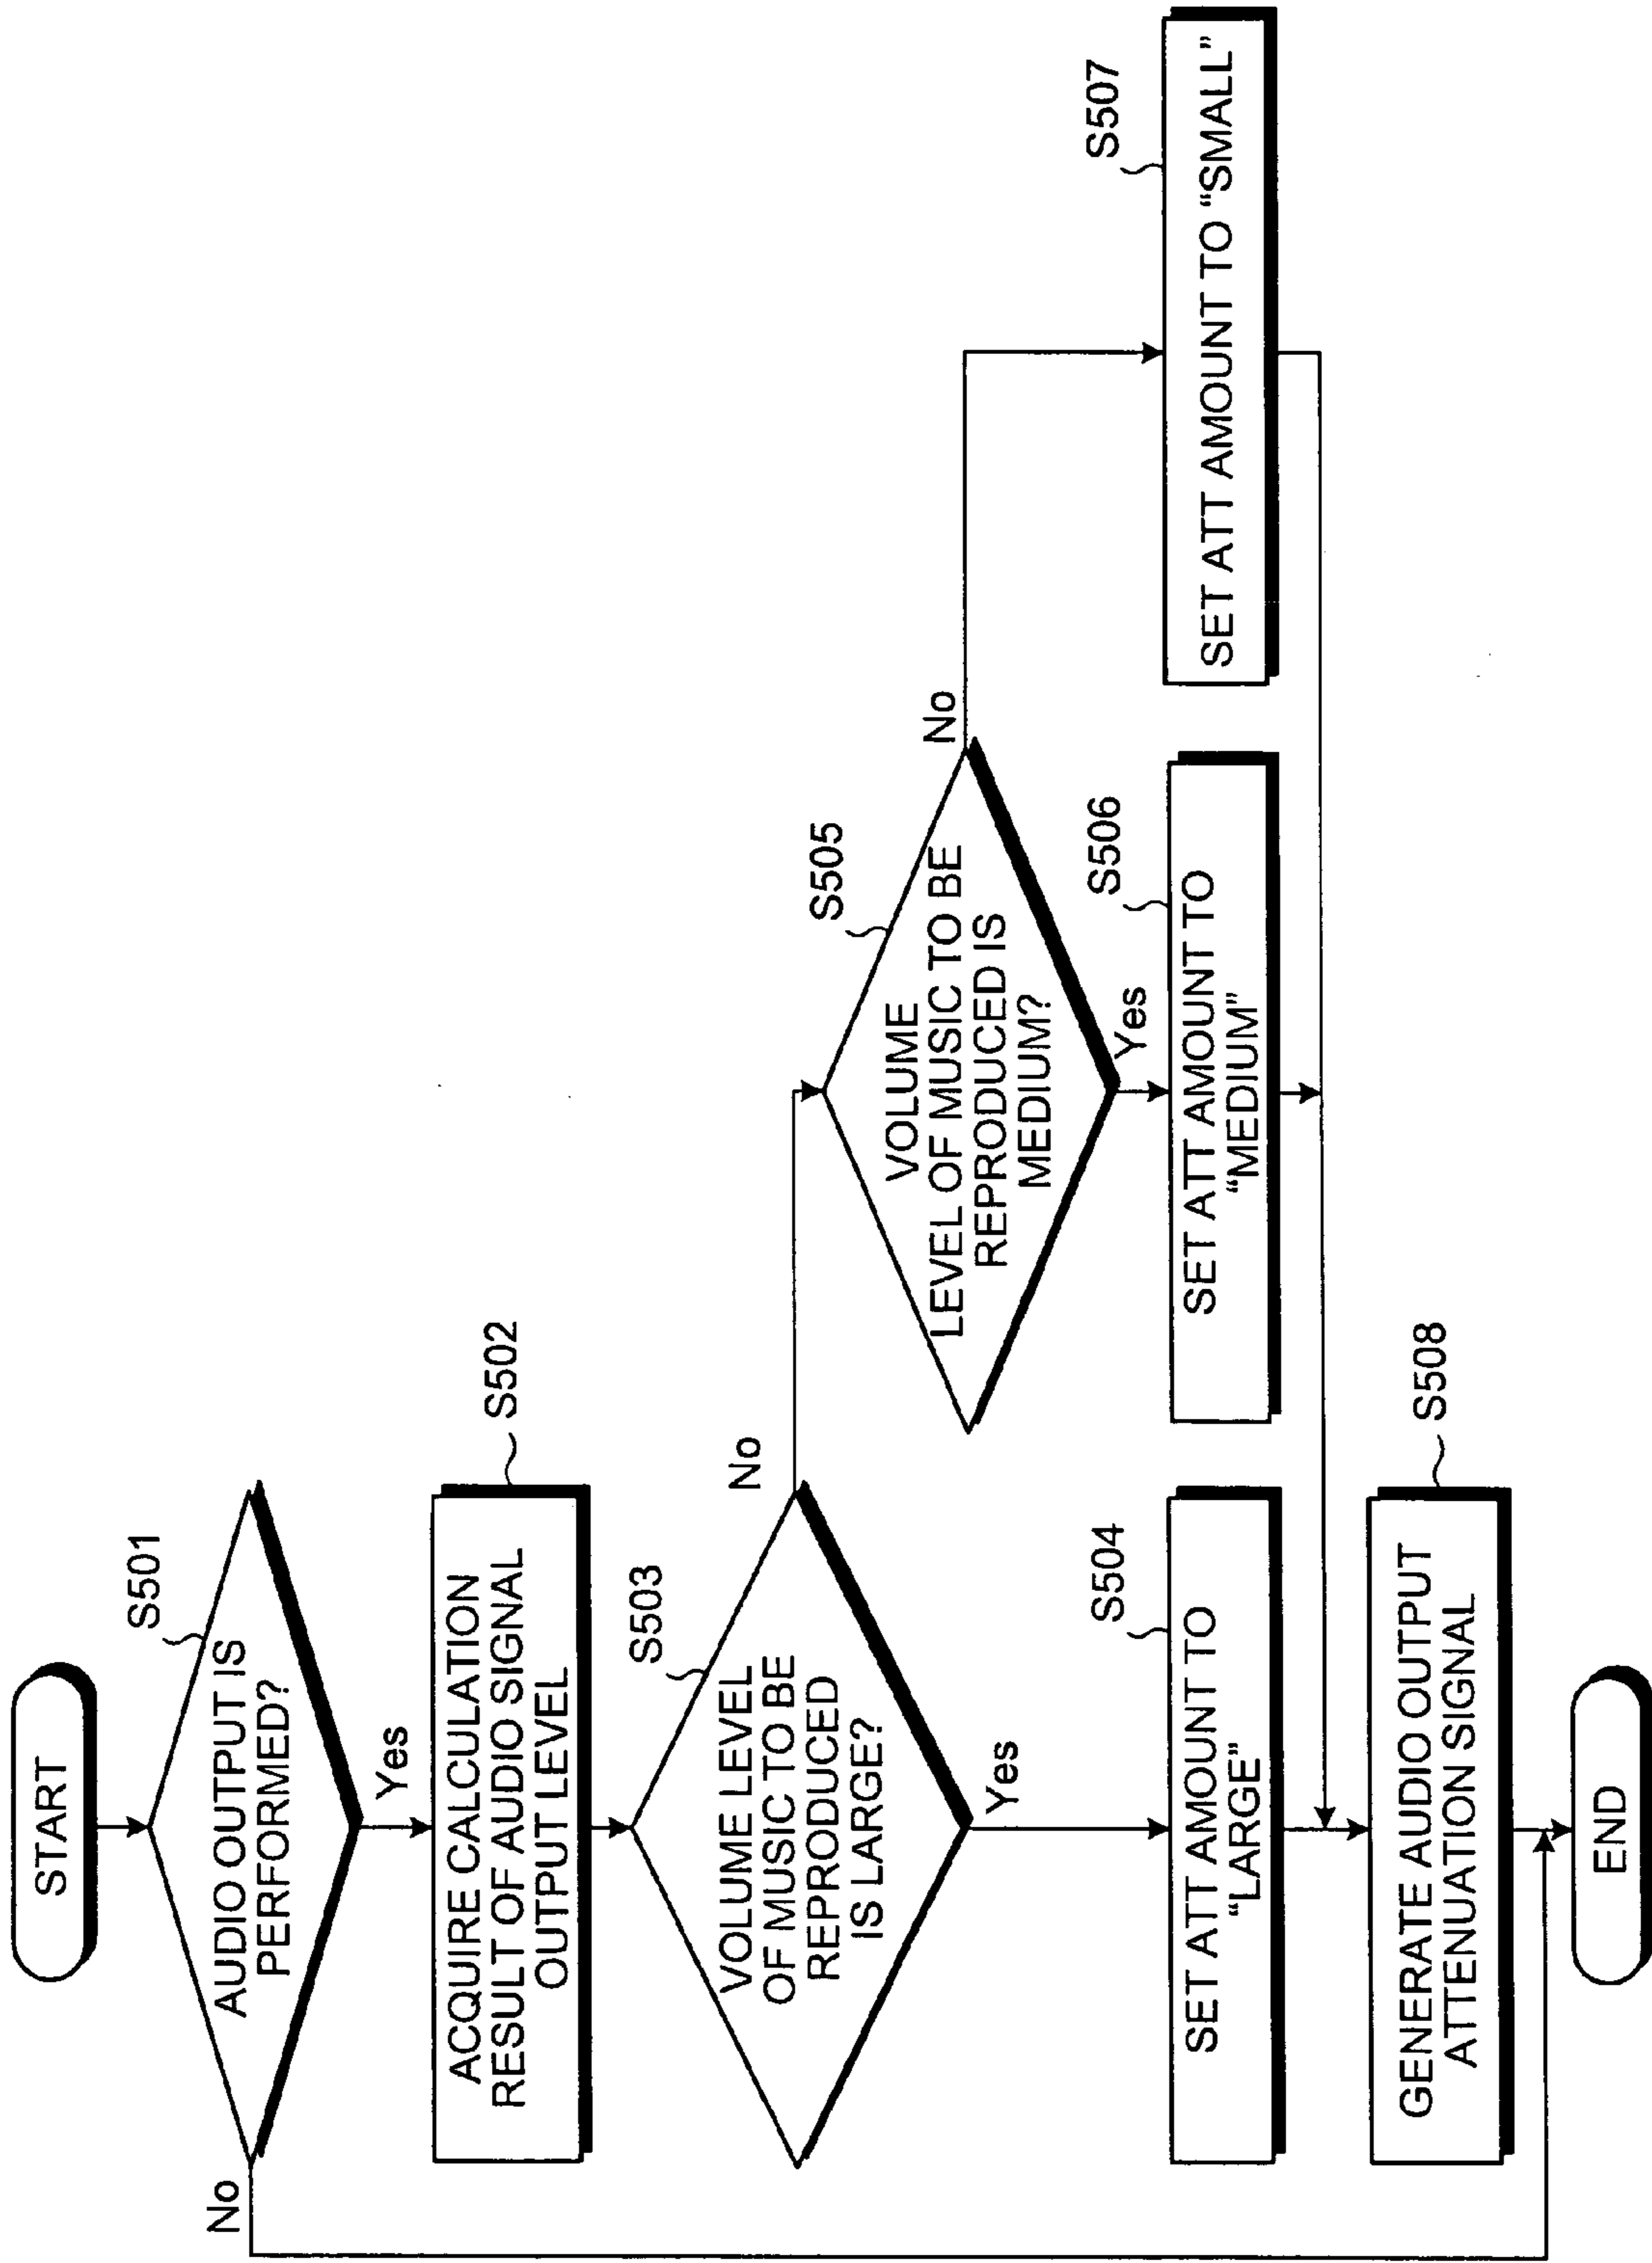 START
S501
AUDIO OUTPUT IS
PERFORMED?
No
Yes
S502
ACQUIRE CALCULATION
RESULT OF AUDIO SIGNAL
OUTPUT LEVEL
S503
VOLUME LEVEL
OF MUSIC TO BE
REPRODUCED
IS LARGE?
No
Yes
S505
VOLUME
LEVEL OF MUSIC TO BE
REPRODUCED IS
MEDIUM?
No
Yes
S504
SET ATT AMOUNT TO
“LARGE”
S506
SET ATT AMOUNT TO
“MEDIUM”
S507
SET ATT AMOUNT TO “SMALL”
S508
GENERATE AUDIO OUTPUT
ATTENUATION SIGNAL
END